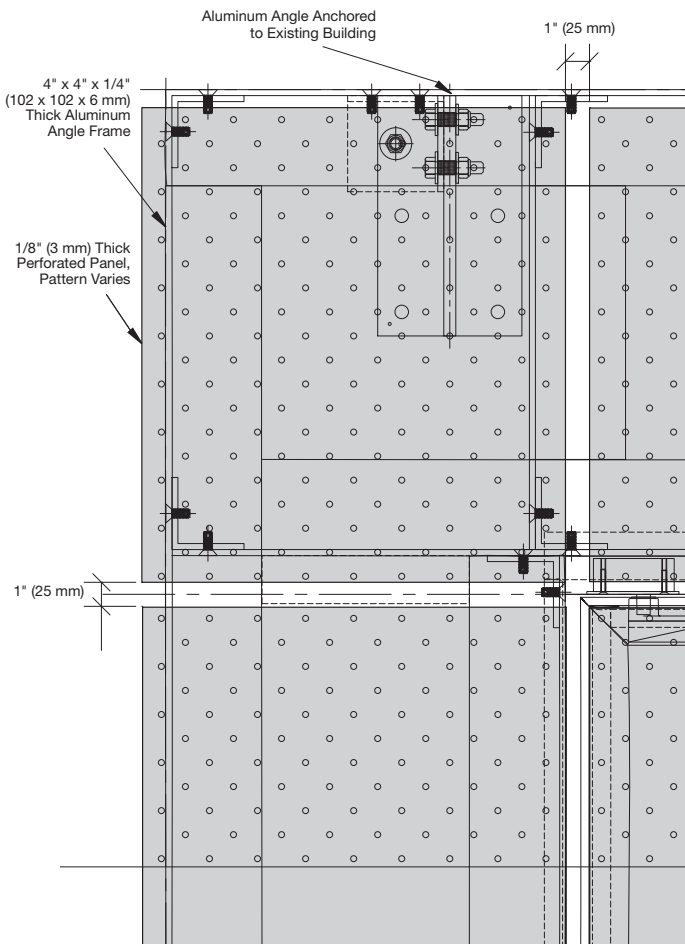 Aluminum Angle Anchored
to Existing Building
1" (25 mm)
4" x 4" x 1/4"
(102 x 102 x 6 mm)
Thick Aluminum
Angle Frame
1/8" (3 mm) Thick
Perforated Panel,
Pattern Varies
1" (25 mm)